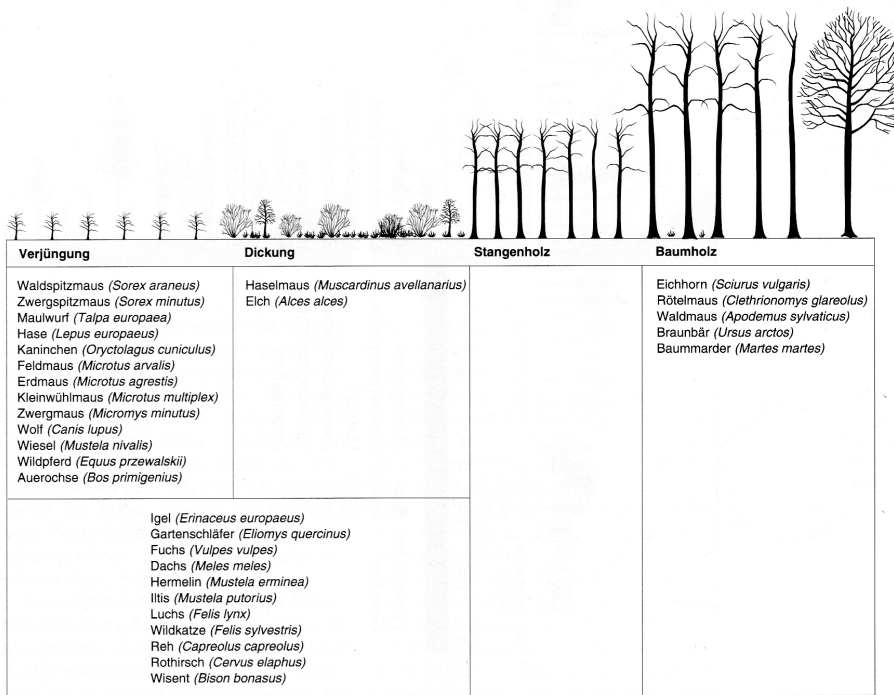 Verjüngung
Dickung
Stangenholz
Baumholz
Waldspitzmaus (Sorex araneus)
Zwergspitzmaus (Sorex minutus)
Maulwurf (Talpa europaea)
Hase (Lepus europaeus)
Kaninchen (Oryctolagus cuniculus)
Feldmaus (Microtus arvalis)
Erdmaus (Microtus agrestis)
Kleinwühlmaus (Microtus multiplex)
Zwergmaus (Micromys minutus)
Wolf (Canis lupus)
Wiesel (Mustela nivalis)
Wildpferd (Equus przewalskii)
Auerochse (Bos primigenius)
Haselmaus (Muscardinus avellanarius)
Elch (Alces alces)
Eichhorn (Sciurus vulgaris)
Rötelmaus (Clethrionomys glareolus)
Waldmaus (Apodemus sylvaticus)
Braunbär (Ursus arctos)
Baummarder (Martes martes)
Igel (Erinaceus europaeus)
Gartenschläfer (Eliomys quercinus)
Fuchs (Vulpes vulpes)
Dachs (Meles meles)
Hermelin (Mustela erminea)
Iltis (Mustela putorius)
Luchs (Felis lynx)
Wildkatze (Felis sylvestris)
Reh (Capreolus capreolus)
Rothirsch (Cervus elaphus)
Wisent (Bison bonasus)